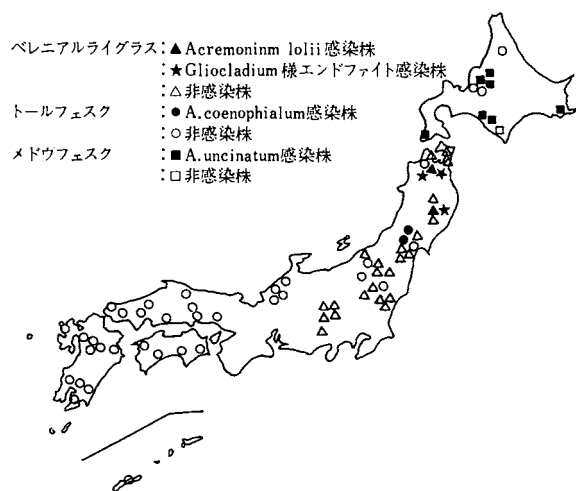 ベレニアルライグラス:▲Acremoninm lolii感染株
:★Gliocladium様エンドファイト感染株
:△非感染株
トールフェスク:●A.coenophialum感染株
:○非感染株
メドウフェスク:■A.uncinatum感染株
:□非感染株